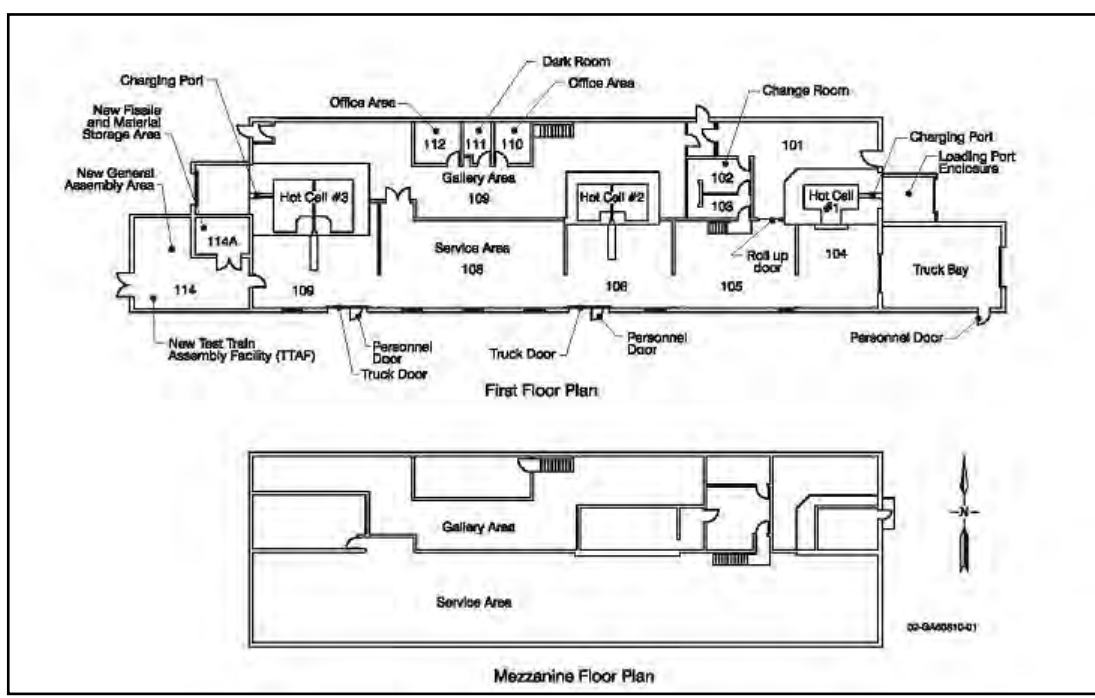 Dark Room
Charging Port
Office Area
Office Area
Change Room
New Fissile
and Material
Storage Area
Charging Port
Loading Port
Enclosure
New General
Assembly Area
112
111
110
101
102
103
Gallery Area
109
Hot Cell #3
Hot Cell #2
Hot Cell
#1
114A
Service Area
108
Roll up
door
104
Truck Bay
114
109
106
105
New Test Train
Assembly Facility (TTAF)
Personnel
Door
Truck Door
Truck Door
Personnel
Door
Personnel Door
First Floor Plan
Gallery Area
N
Service Area
02-GA50810-01
Mezzanine Floor Plan